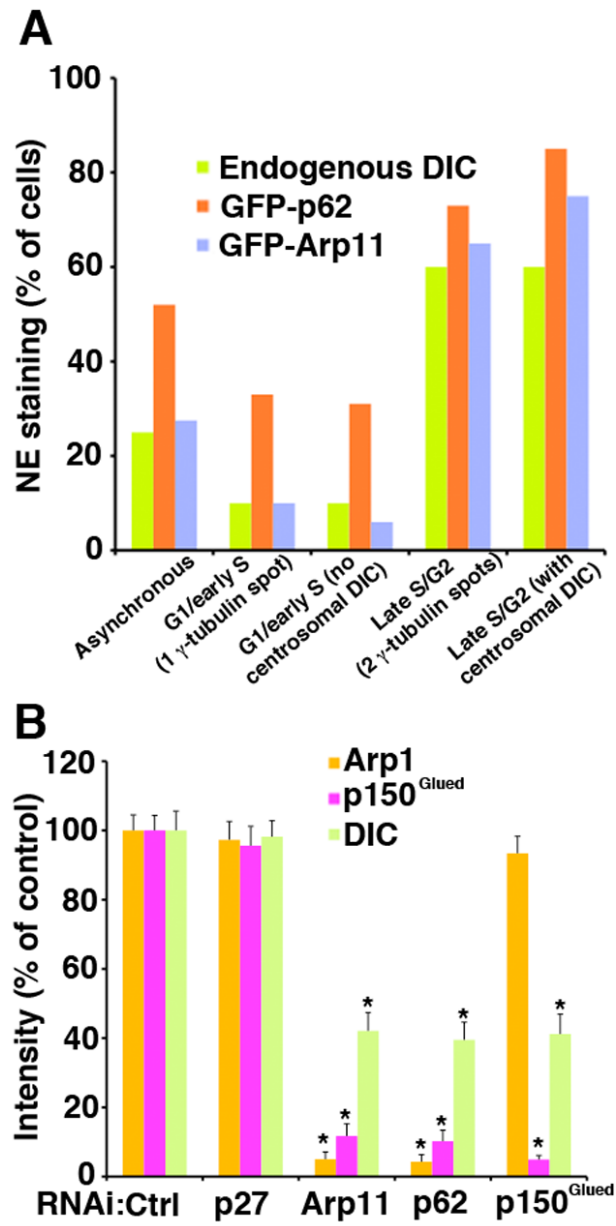 A
100
80
60
40
20
0
NE staining (% of cells)
Endogenous DIC
GFP-p62
GFP-Arp11
Asynchronous
G1/early S
(1 γ-tubulin spot)
G1/early S (no
centrosomal DIC)
Late S/G2
(2 γ-tubulin spots)
Late S/G2 (with
centrosomal DIC)
B
120
100
80
60
40
20
0
Intensity (% of control)
Arp1
p150Glued
DIC
* * *
* * *
* *
RNAi:Ctrl p27 Arp11 p62 p150Glued